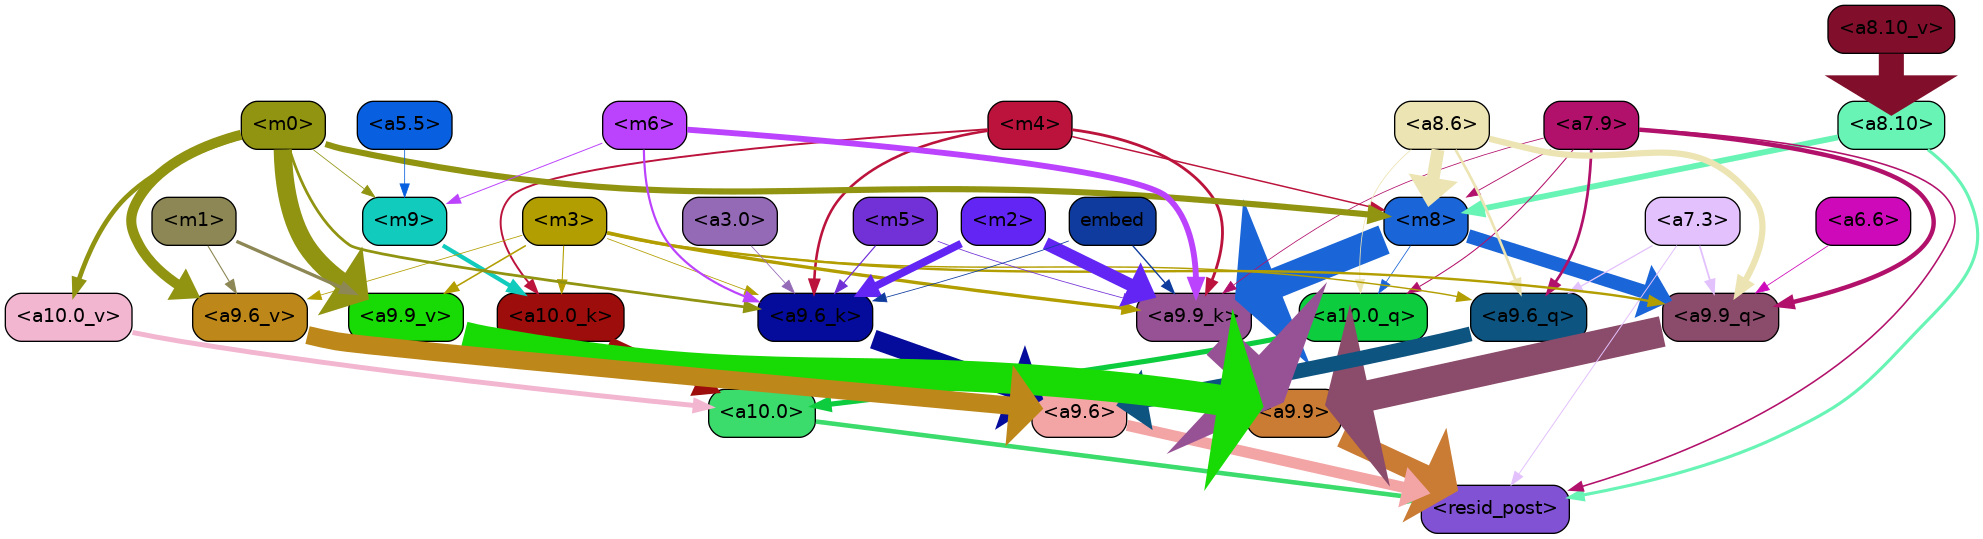 <a8.10_v>
<m0>
<a5.5>
<m6>
<m4>
<a8.6>
<a7.9>
<a8.10>
<m1>
<m9>
<m3>
<a3.0>
<m5>
<m2>
embed
<m8>
<a7.3>
<a6.6>
<a10.0_v>
<a9.6_v>
<a9.9_v>
<a10.0_k>
<a9.6_k>
<a9.9_k>
<a10.0_q>
<a9.6_q>
<a9.9_q>
<a10.0>
<a9.6>
<a9.9>
<resid_post>